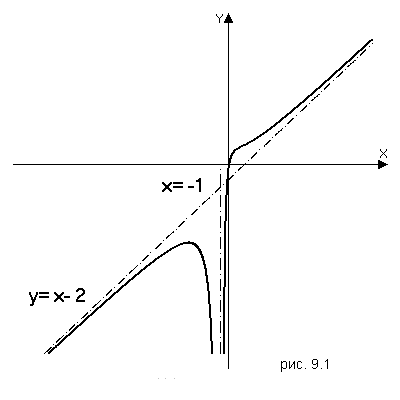 Y
X
x= -1
y= x- 2
рис. 9.1